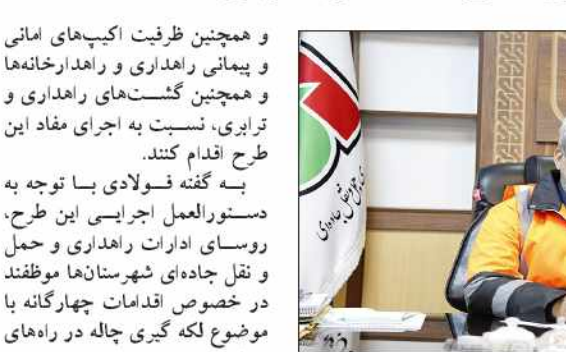 و همچنین ظرفیت اکیپ‌های امانی
و پیمانی راهداری و راهدارخانه‌ها
و همچنین گشت‌های راهداری و
ترابری، نسبت به اجرای مفاد این
طرح اقدام کنند.
به گفته فولادی با توجه به
دستورالعمل اجرایی این طرح،
روسای ادارات راهداری و حمل
و نقل جاده‌ای شهرستان‌ها موظفند
در خصوص اقدامات چهارگانه با
موضوع لکه گیری چاله در راه‌های